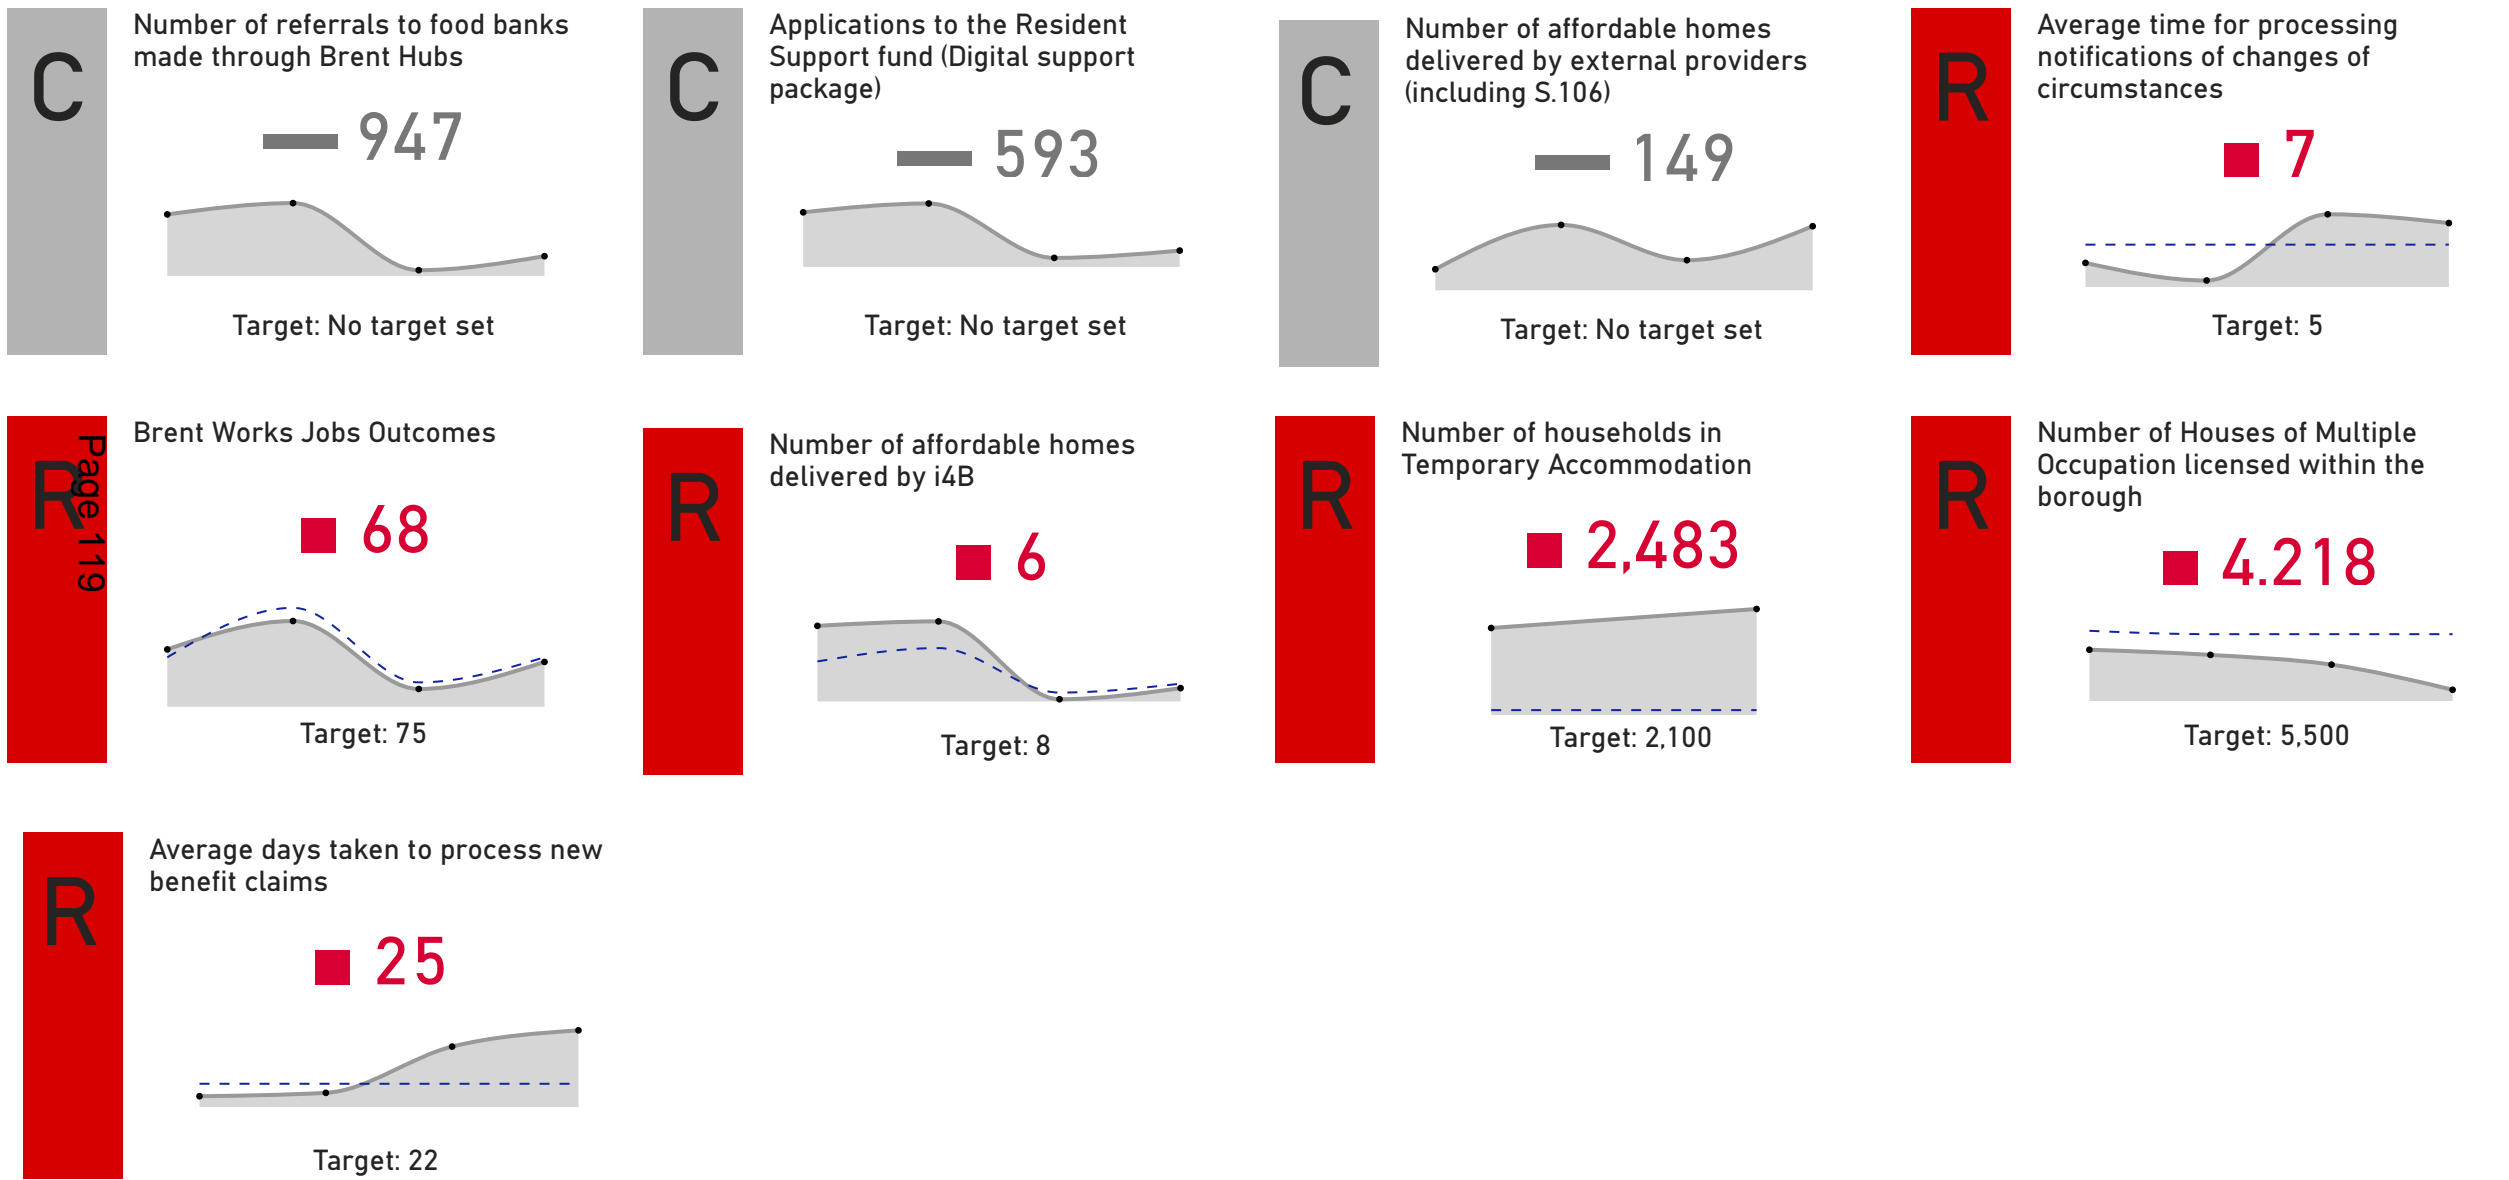 C
Number of referrals to food banks
made through Brent Hubs
947
Target: No target set
C
Applications to the Resident
Support fund (Digital support
package)
593
Target: No target set
C
Number of affordable homes
delivered by external providers
(including S.106)
149
Target: No target set
R
Average time for processing
notifications of changes of
circumstances
7
Target: 5
R
Page 119
Brent Works Jobs Outcomes
68
Target: 75
R
Number of affordable homes
delivered by i4B
6
Target: 8
R
Number of households in
Temporary Accommodation
2,483
Target: 2,100
R
Number of Houses of Multiple
Occupation licensed within the
borough
4.218
Target: 5,500
R
Average days taken to process new
benefit claims
25
Target: 22